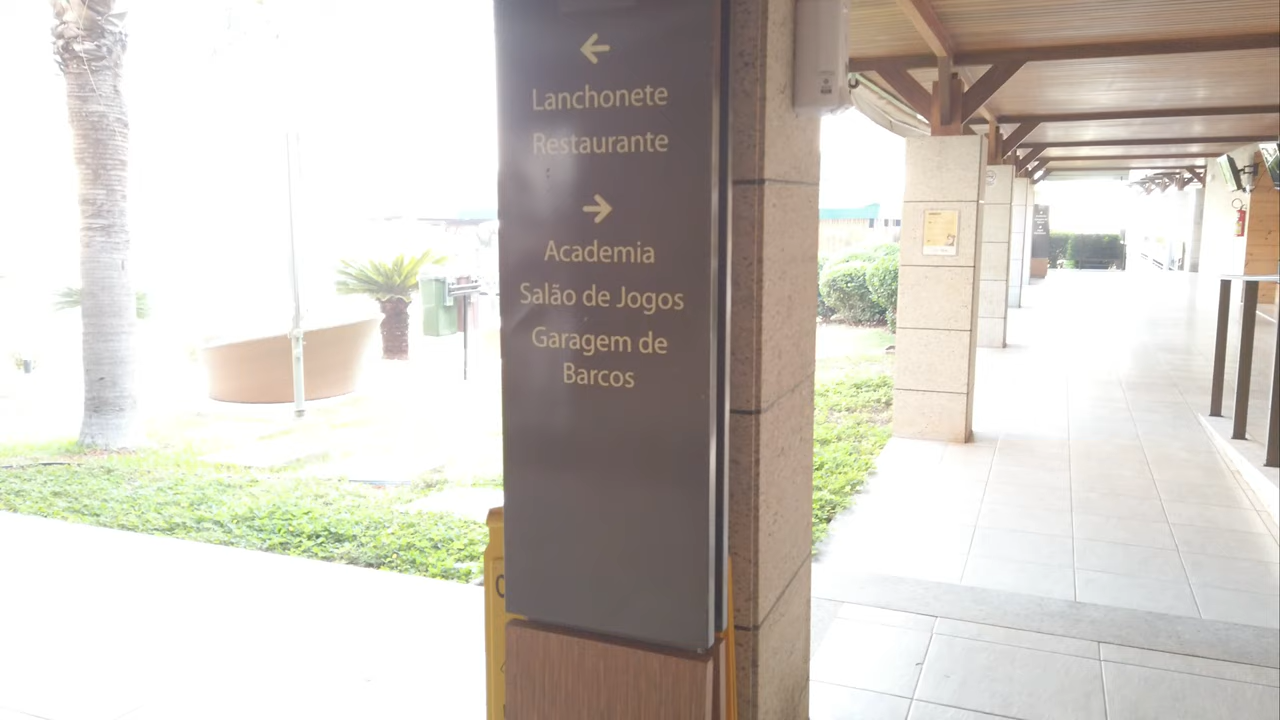 ←
Lanchonete
Restaurante
→
Academia
Salão de Jogos
Garagem de
Barcos